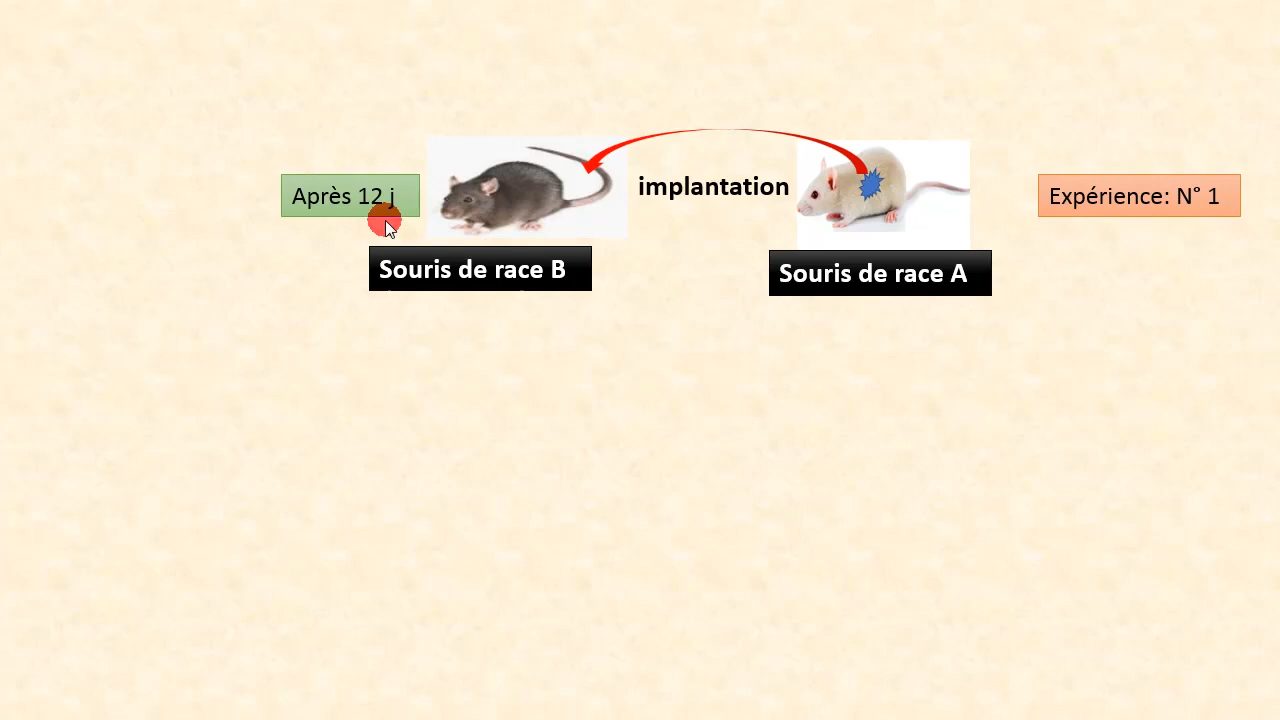 Après 12 j
implantation
Expérience: N° 1
Souris de race B
Souris de race A